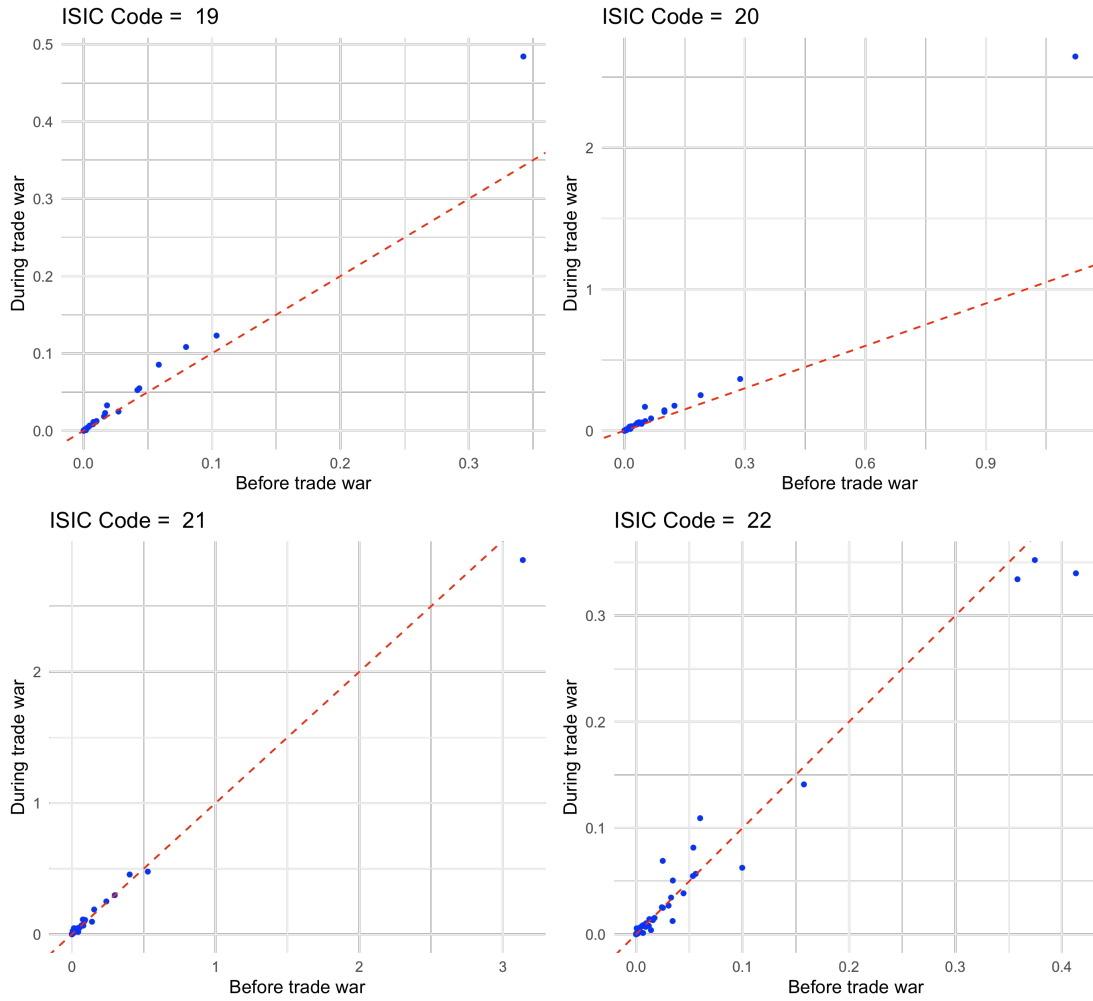 ISIC Code =  19
0.5
0.4
0.3
0.2
0.1
0.0
During trade war
0.0 0.1 0.2 0.3
Before trade war
ISIC Code =  20
2
1
0
During trade war
0.0 0.3 0.6 0.9
Before trade war
ISIC Code =  21
2
1
0
During trade war
0 1 2 3
Before trade war
ISIC Code =  22
0.3
0.2
0.1
0.0
During trade war
0.0 0.1 0.2 0.3 0.4
Before trade war